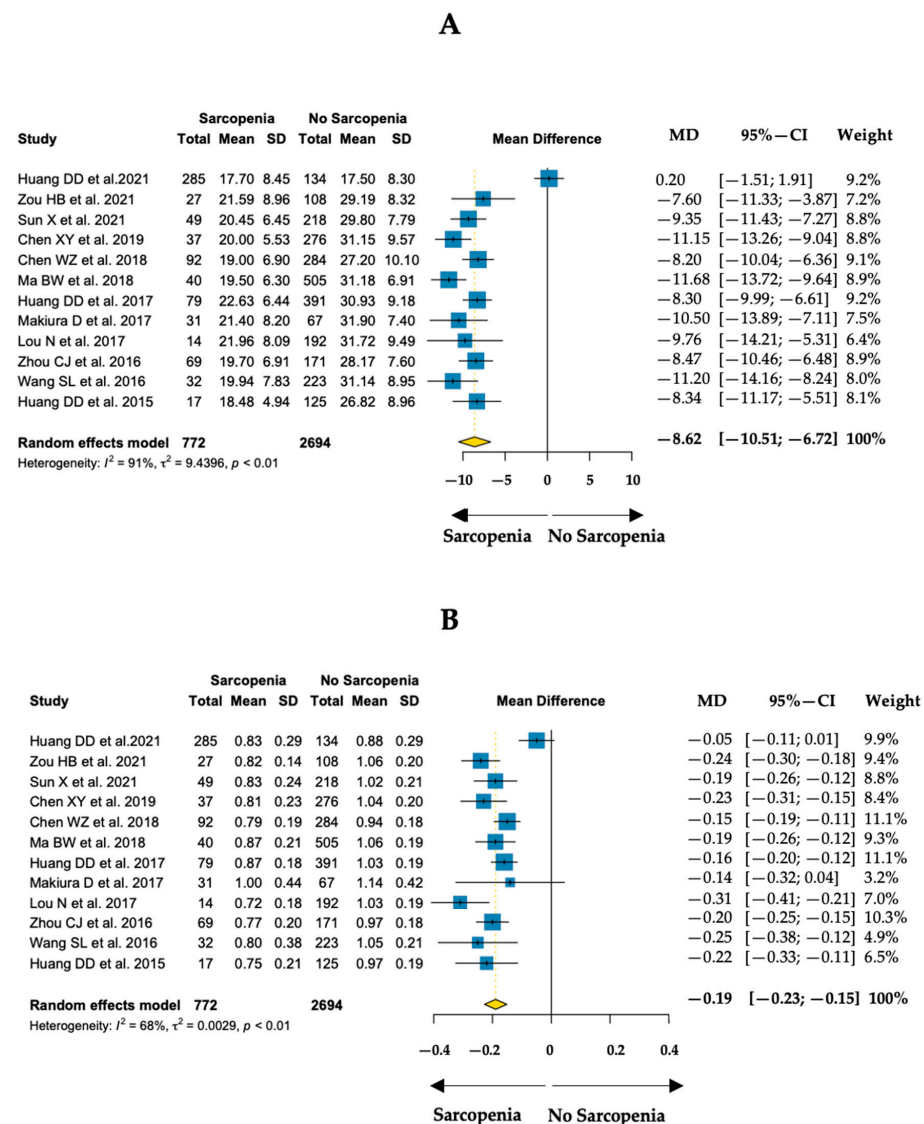 A
Sarcopenia No Sarcopenia
Study Total Mean SD Total Mean SD Mean Difference MD 95%−CI Weight
Huang DD et al.2021 285 17.70 8.45 134 17.50 8.30 0.20 [−1.51; 1.91] 9.2%
Zou HB et al. 2021 27 21.59 8.96 108 29.19 8.32 −7.60 [−11.33; −3.87] 7.2%
Sun X et al. 2021 49 20.45 6.45 218 29.80 7.79 −9.35 [−11.43; −7.27] 8.8%
Chen XY et al. 2019 37 20.00 5.53 276 31.15 9.57 −11.15 [−13.26; −9.04] 8.8%
Chen WZ et al. 2018 92 19.00 6.90 284 27.20 10.10 −8.20 [−10.04; −6.36] 9.1%
Ma BW et al. 2018 40 19.50 6.30 505 31.18 6.91 −11.68 [−13.72; −9.64] 8.9%
Huang DD et al. 2017 79 22.63 6.44 391 30.93 9.18 −8.30 [−9.99; −6.61] 9.2%
Makiura D et al. 2017 31 21.40 8.20 67 31.90 7.40 −10.50 [−13.89; −7.11] 7.5%
Lou N et al. 2017 14 21.96 8.09 192 31.72 9.49 −9.76 [−14.21; −5.31] 6.4%
Zhou CJ et al. 2016 69 19.70 6.91 171 28.17 7.60 −8.47 [−10.46; −6.48] 8.9%
Wang SL et al. 2016 32 19.94 7.83 223 31.14 8.95 −11.20 [−14.16; −8.24] 8.0%
Huang DD et al. 2015 17 18.48 4.94 125 26.82 8.96 −8.34 [−11.17; −5.51] 8.1%
Random effects model 772 2694 −8.62 [−10.51; −6.72] 100%
Heterogeneity: I² = 91%, τ² = 9.4396, p < 0.01
−10 −5 0 5 10
Sarcopenia No Sarcopenia
B
Sarcopenia No Sarcopenia
Study Total Mean SD Total Mean SD Mean Difference MD 95%−CI Weight
Huang DD et al.2021 285 0.83 0.29 134 0.88 0.29 −0.05 [−0.11; 0.01] 9.9%
Zou HB et al. 2021 27 0.82 0.14 108 1.06 0.20 −0.24 [−0.30; −0.18] 9.4%
Sun X et al. 2021 49 0.83 0.24 218 1.02 0.21 −0.19 [−0.26; −0.12] 8.8%
Chen XY et al. 2019 37 0.81 0.23 276 1.04 0.20 −0.23 [−0.31; −0.15] 8.4%
Chen WZ et al. 2018 92 0.79 0.19 284 0.94 0.18 −0.15 [−0.19; −0.11] 11.1%
Ma BW et al. 2018 40 0.87 0.21 505 1.06 0.19 −0.19 [−0.26; −0.12] 9.3%
Huang DD et al. 2017 79 0.87 0.18 391 1.03 0.19 −0.16 [−0.20; −0.12] 11.1%
Makiura D et al. 2017 31 1.00 0.44 67 1.14 0.42 −0.14 [−0.32; 0.04] 3.2%
Lou N et al. 2017 14 0.72 0.18 192 1.03 0.19 −0.31 [−0.41; −0.21] 7.0%
Zhou CJ et al. 2016 69 0.77 0.20 171 0.97 0.18 −0.20 [−0.25; −0.15] 10.3%
Wang SL et al. 2016 32 0.80 0.38 223 1.05 0.21 −0.25 [−0.38; −0.12] 4.9%
Huang DD et al. 2015 17 0.75 0.21 125 0.97 0.19 −0.22 [−0.33; −0.11] 6.5%
Random effects model 772 2694 −0.19 [−0.23; −0.15] 100%
Heterogeneity: I² = 68%, τ² = 0.0029, p < 0.01
−0.4 −0.2 0 0.2 0.4
Sarcopenia No Sarcopenia